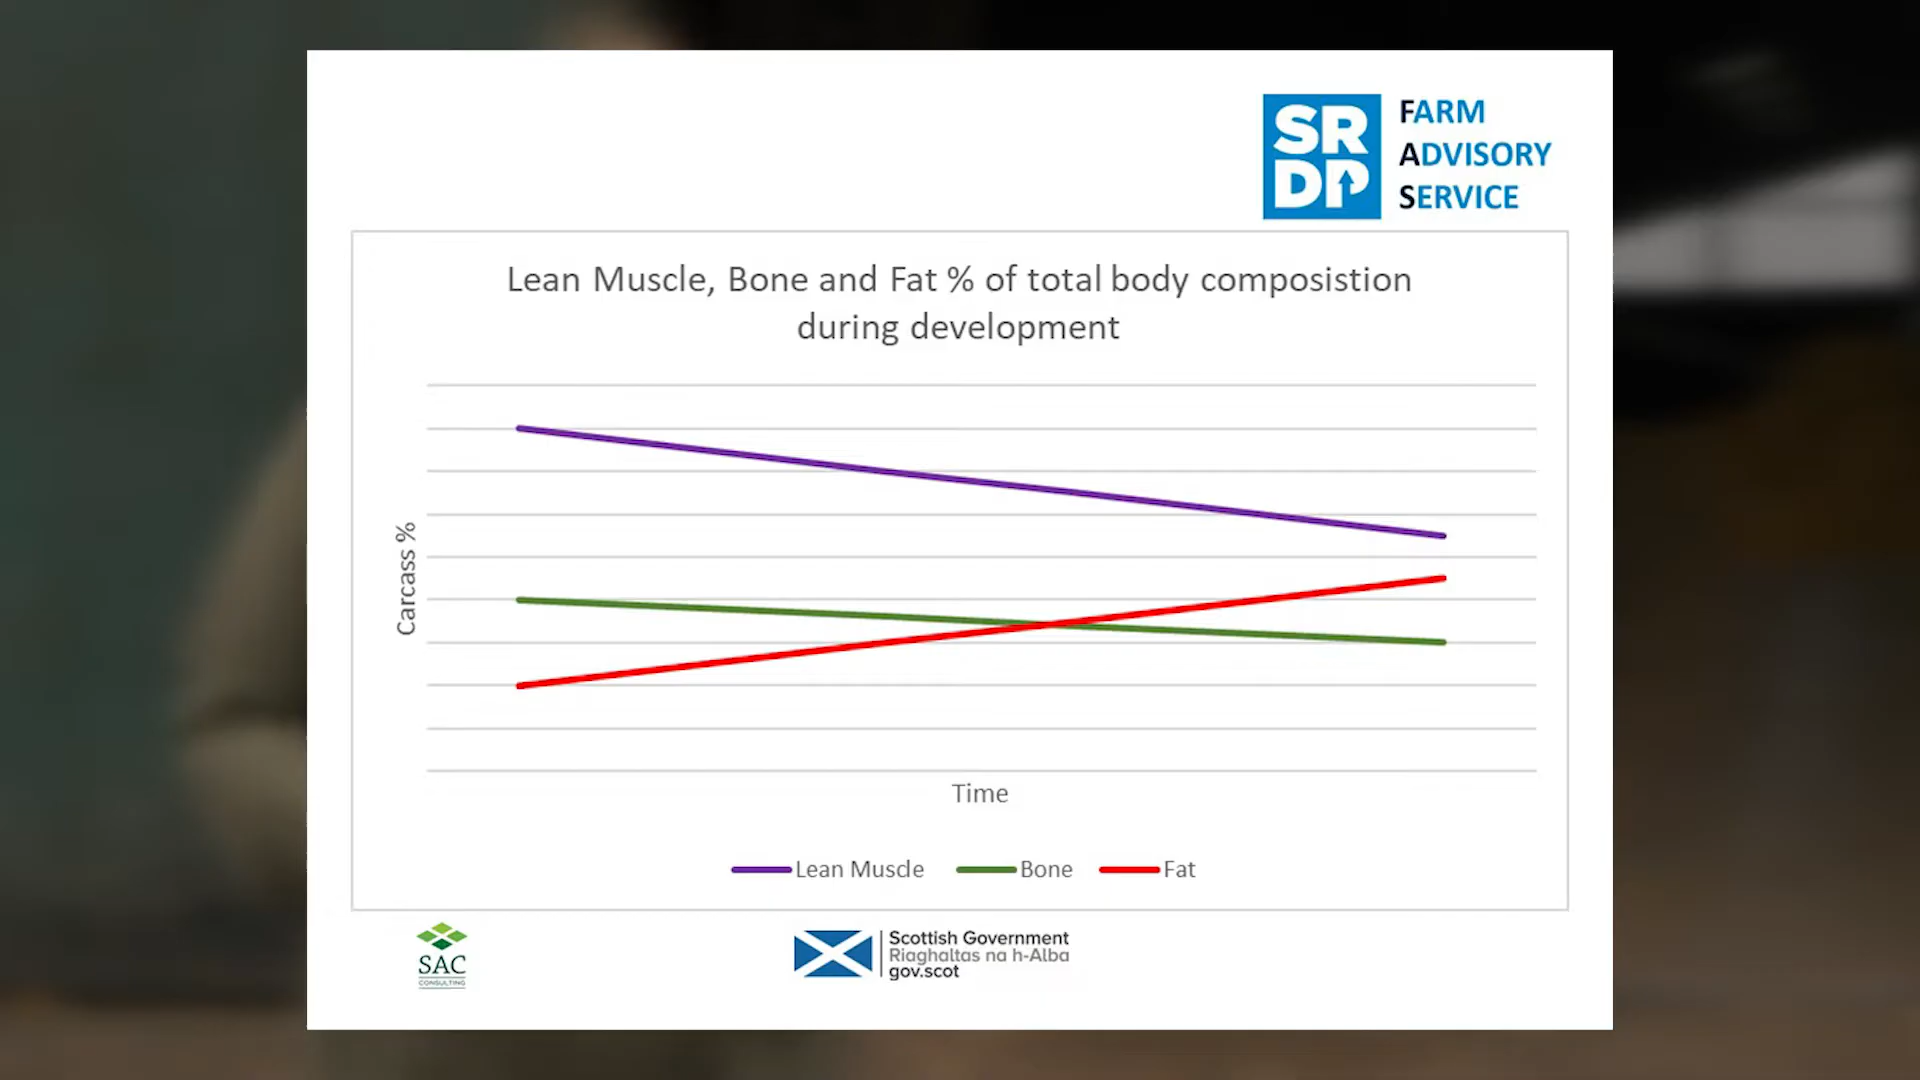 SR
DP
FARM
ADVISORY
SERVICE
Lean Muscle, Bone and Fat % of total body composistion
during development
Carcass %
Time
Lean Muscle
Bone
Fat
SAC
CONSULTING
Scottish Government
Riaghaltas na h-Alba
gov.scot